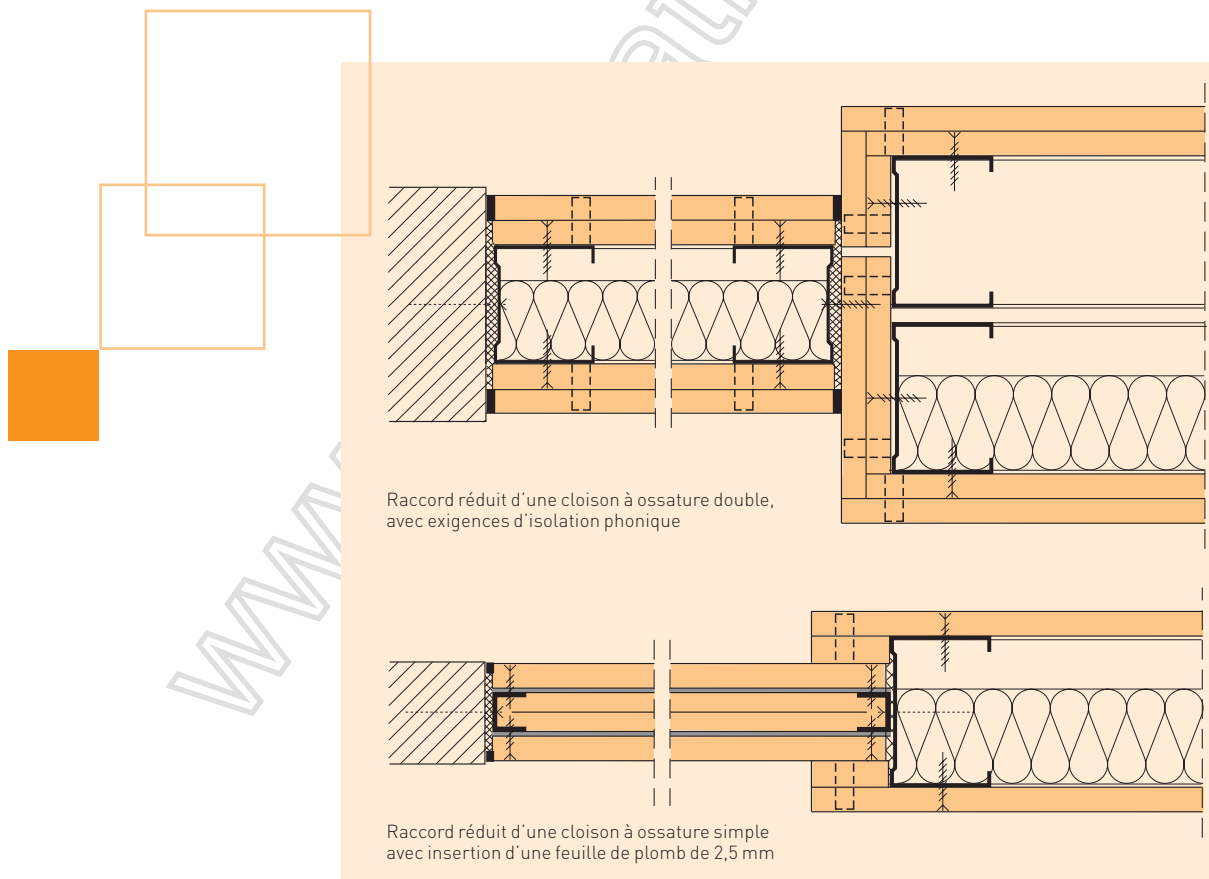 Raccord réduit d'une cloison à ossature double,
avec exigences d'isolation phonique
Raccord réduit d'une cloison à ossature simple
avec insertion d'une feuille de plomb de 2,5 mm